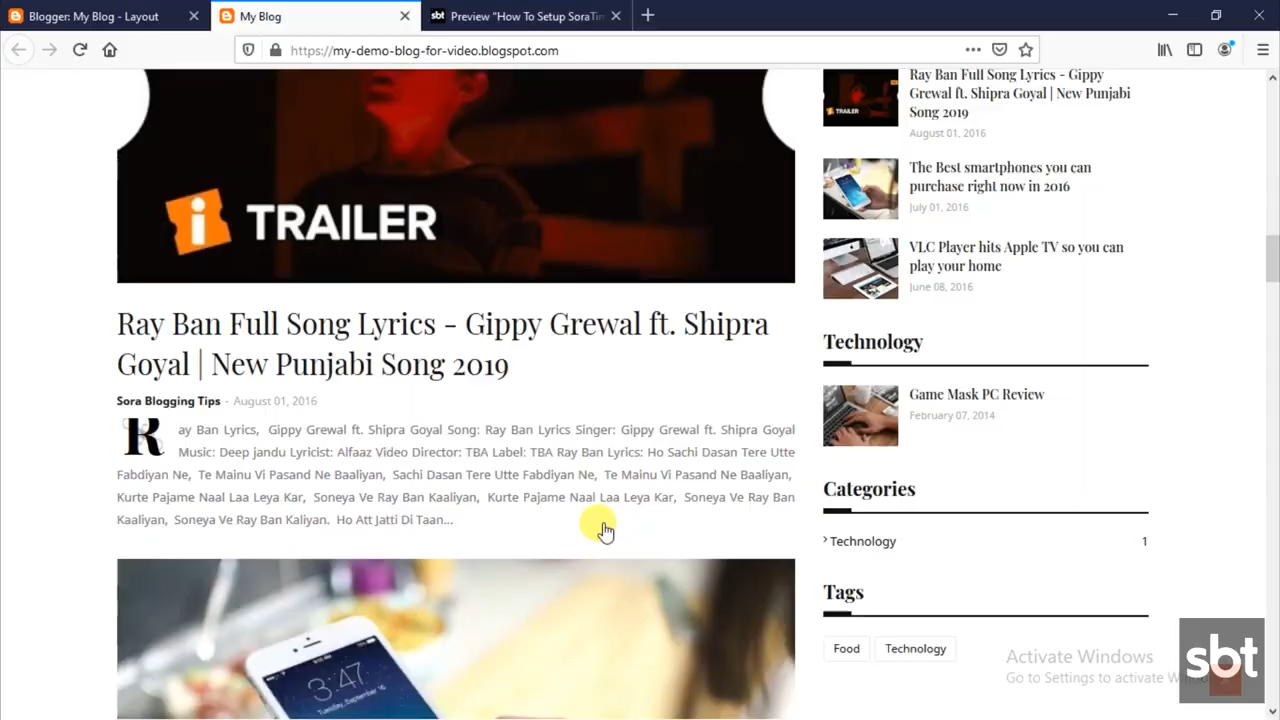 Blogger: My Blog - Layout
My Blog
sbt Preview "How To Setup SoraTim
https://my-demo-blog-for-video.blogspot.com
i TRAILER
Ray Ban Full Song Lyrics - Gippy Grewal ft. Shipra
Goyal | New Punjabi Song 2019
Sora Blogging Tips - August 01, 2016
Ray Ban Lyrics, Gippy Grewal ft. Shipra Goyal Song: Ray Ban Lyrics Singer: Gippy Grewal ft. Shipra Goyal
Music: Deep jandu Lyricist: Alfaaz Video Director: TBA Label: TBA Ray Ban Lyrics: Ho Sachi Dasan Tere Utte
Fabdiyan Ne, Te Mainu Vi Pasand Ne Baaliyan, Sachi Dasan Tere Utte Fabdiyan Ne, Te Mainu Vi Pasand Ne Baaliyan,
Kurte Pajame Naal Laa Leya Kar, Soneya Ve Ray Ban Kaaliyan, Kurte Pajame Naal Laa Leya Kar, Soneya Ve Ray Ban
Kaaliyan, Soneya Ve Ray Ban Kaliyan. Ho Att Jatti Di Taan...
3:47
Tuesday, September 16
TRAILER
Ray Ban Full Song Lyrics - Gippy
Grewal ft. Shipra Goyal | New Punjabi
Song 2019
August 01, 2016
The Best smartphones you can
purchase right now in 2016
July 01, 2016
VLC Player hits Apple TV so you can
play your home
June 08, 2016
Technology
Game Mask PC Review
February 07, 2014
Categories
Technology 1
Tags
Food Technology
Activate Windows
Go to Settings to activate
sbt